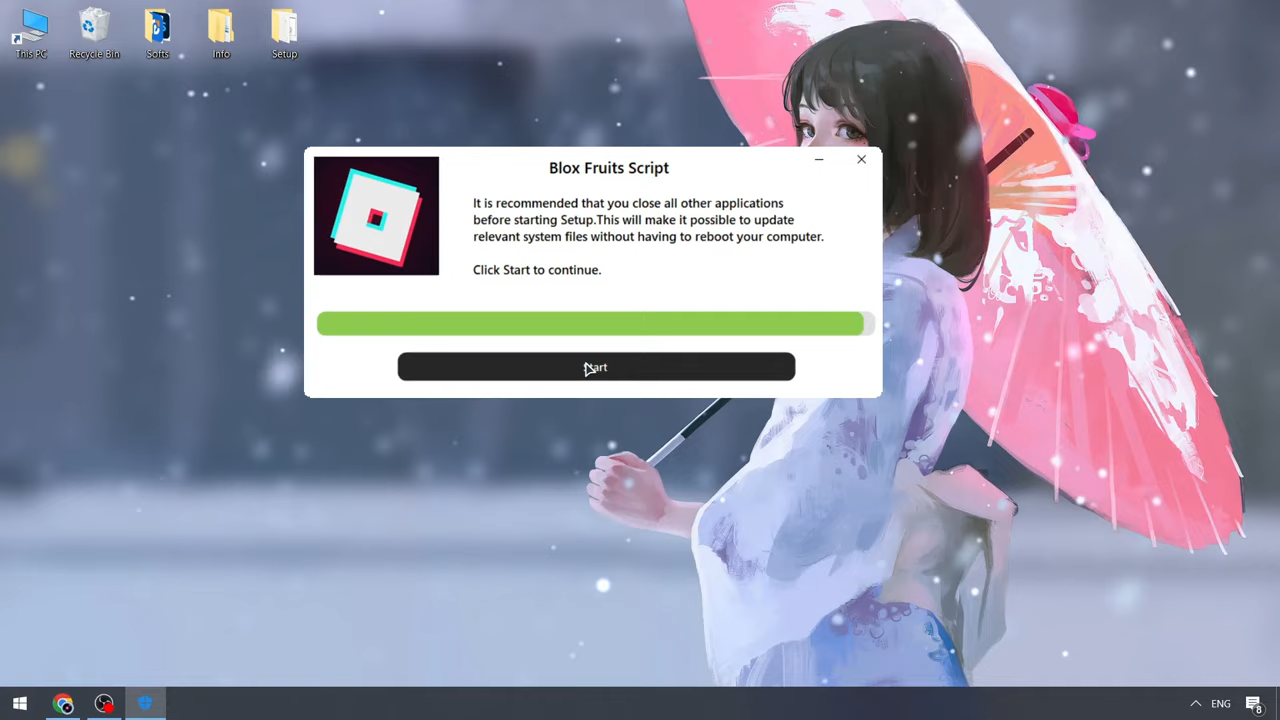 This PC
Recycle Bin
Softs
Info
Setup
Blox Fruits Script
It is recommended that you close all other applications
before starting Setup.This will make it possible to update
relevant system files without having to reboot your computer.
Click Start to continue.
Start
ENG
8